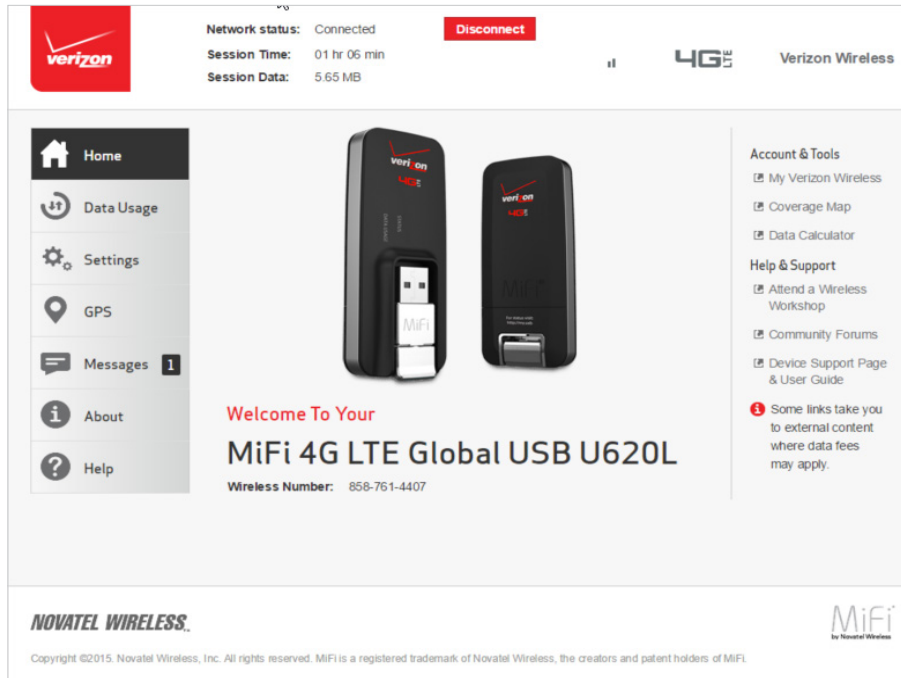 verizon
Network status: Connected Disconnect
Session Time: 01 hr 06 min
Session Data: 5.65 MB
4G LTE
Verizon Wireless
Home
Data Usage
Settings
GPS
Messages 1
About
Help
verizon
4G LTE
MiFi
verizon
4G LTE
MiFi
Welcome To Your
MiFi 4G LTE Global USB U620L
Wireless Number: 858-761-4407
Account & Tools
My Verizon Wireless
Coverage Map
Data Calculator
Help & Support
Attend a Wireless
Workshop
Community Forums
Device Support Page
& User Guide
Some links take you
to external content
where data fees
may apply.
NOVATEL WIRELESS
MiFi
by Novatel Wireless
Copyright ©2015. Novatel Wireless, Inc. All rights reserved. MiFi is a registered trademark of Novatel Wireless, the creators and patent holders of MiFi.